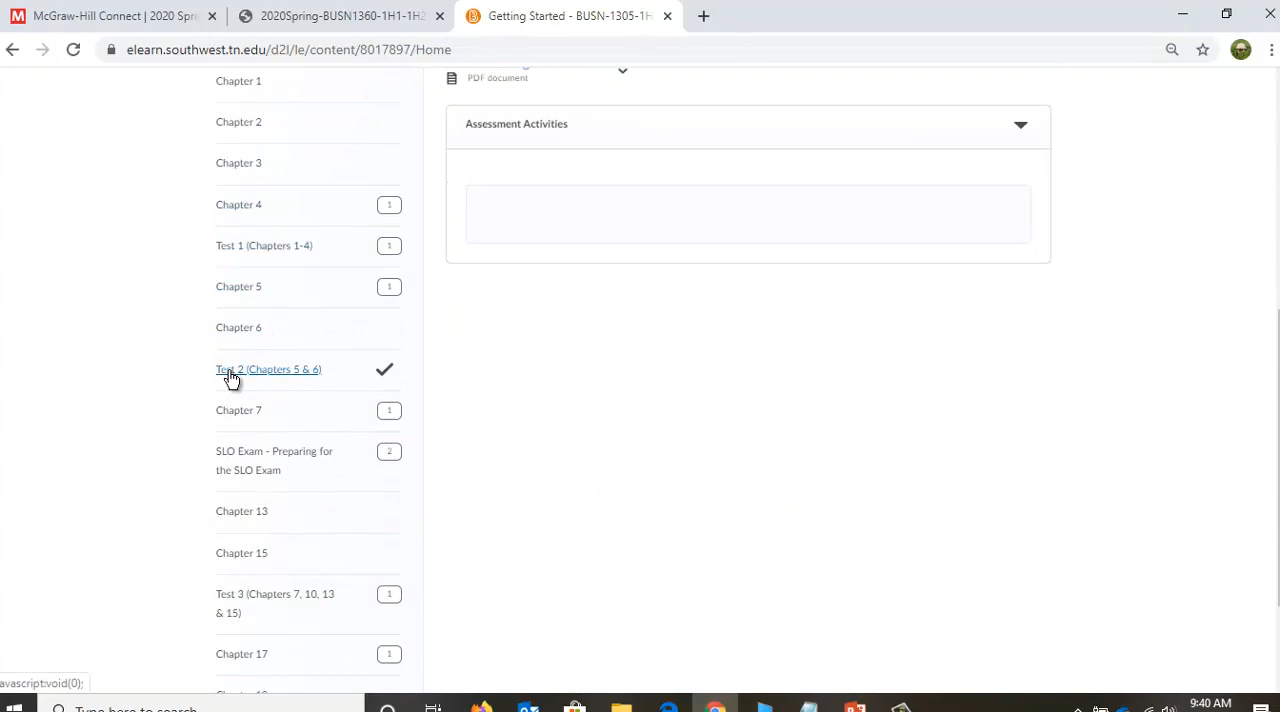 McGraw-Hill Connect | 2020 Spr
2020Spring-BUSN1360-1H1-1H2
Getting Started - BUSN-1305-1H
elearn.southwest.tn.edu/d2l/le/content/8017897/Home
Chapter 1
PDF document
Assessment Activities
Chapter 2
Chapter 3
Chapter 4 1
Test 1 (Chapters 1-4) 1
Chapter 5 1
Chapter 6
Test 2 (Chapters 5 & 6)
Chapter 7 1
SLO Exam - Preparing for 2
the SLO Exam
Chapter 13
Chapter 15
Test 3 (Chapters 7, 10, 13 1
& 15)
Chapter 17 1
avascript:void(0);
Type here to search
9:40 AM